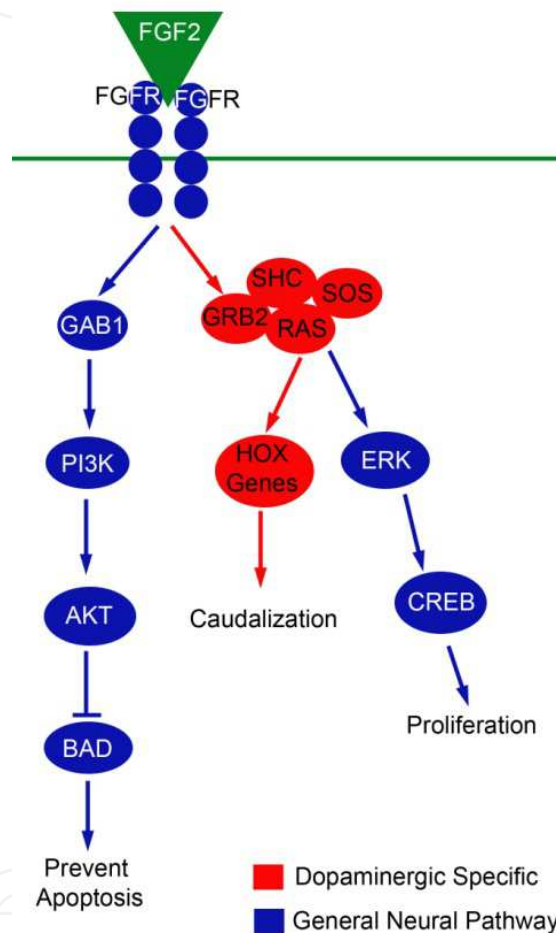 FGF2
FGFR FGFR
SHC
SOS
GAB1
GRB2
RAS
PI3K
HOX
Genes
ERK
AKT
Caudalization
CREB
BAD
Proliferation
Prevent
Apoptosis
Dopaminergic Specific
General Neural Pathway